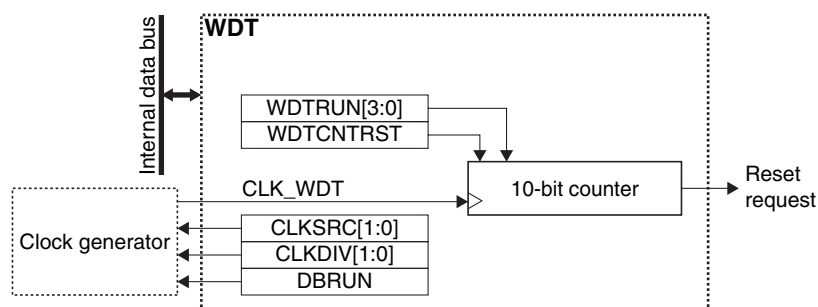 Internal data bus
WDT
WDTRUN[3:0]
WDTCNTRST
10-bit counter
Reset
request
CLK_WDT
Clock generator
CLKSRC[1:0]
CLKDIV[1:0]
DBRUN